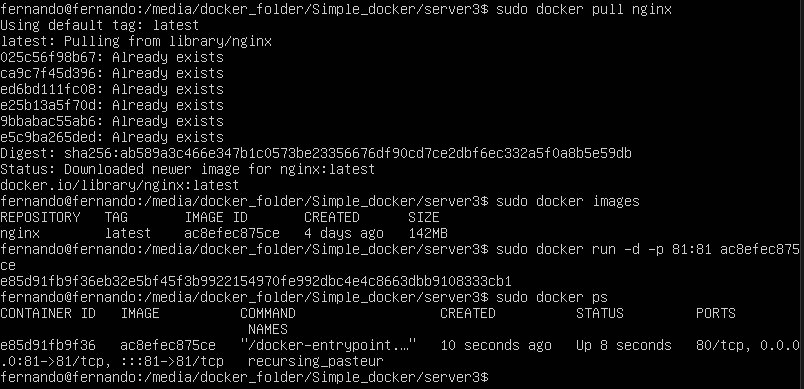 fernando@fernando:/media/docker_folder/Simple_docker/server3$ sudo docker pull nginx
Using default tag: latest
latest: Pulling from library/nginx
025c56f98b67: Already exists
ca9c7f45d396: Already exists
ed6bd111fc08: Already exists
e25b13a5f70d: Already exists
9bbabac55ab6: Already exists
e5c9ba265ded: Already exists
Digest: sha256:ab589a3c466e347b1c0573be23356676df90cd7ce2dbf6ec332a5f0a8b5e59db
Status: Downloaded newer image for nginx:latest
docker.io/library/nginx:latest
fernando@fernando:/media/docker_folder/Simple_docker/server3$ sudo docker images
REPOSITORY   TAG       IMAGE ID       CREATED      SIZE
nginx        latest    ac8efec875ce   4 days ago   142MB
fernando@fernando:/media/docker_folder/Simple_docker/server3$ sudo docker run -d -p 81:81 ac8efec875
ce
e85d91fb9f36eb32e5bf45f3b9922154970fe992dbc4e4c8663dbb9108333cb1
fernando@fernando:/media/docker_folder/Simple_docker/server3$ sudo docker ps
CONTAINER ID   IMAGE          COMMAND                  CREATED          STATUS         PORTS
NAMES
e85d91fb9f36   ac8efec875ce   "/docker-entrypoint.…"   10 seconds ago   Up 8 seconds   80/tcp, 0.0.0
.0:81->81/tcp, :::81->81/tcp   recursing_pasteur
fernando@fernando:/media/docker_folder/Simple_docker/server3$